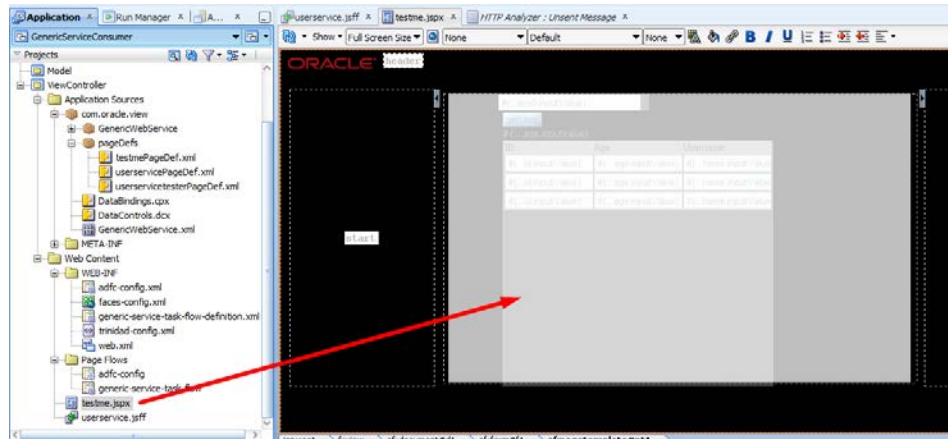 Application
Run Manager
A...
userservice.jsff
testme.jspx
HTTP Analyzer : Unsent Message
GenericServiceConsumer
Show
Full Screen Size
None
Default
None
B I U
Projects
ORACLE
header
Model
ViewController
Application Sources
com.oracle.view
GenericWebService
pageDefs
testmePageDef.xml
userservicePageDef.xml
userservicetesterPageDef.xml
DataBindings.cpx
DataControls.dcx
GenericWebService.xml
META-INF
Web Content
WEB-INF
adfc-config.xml
faces-config.xml
generic-service-task-flow-definition.xml
trinidad-config.xml
web.xml
Page Flows
adfc-config
generic-service-task-flow
testme.jspx
userservice.jsff
ID
Age
Username
start